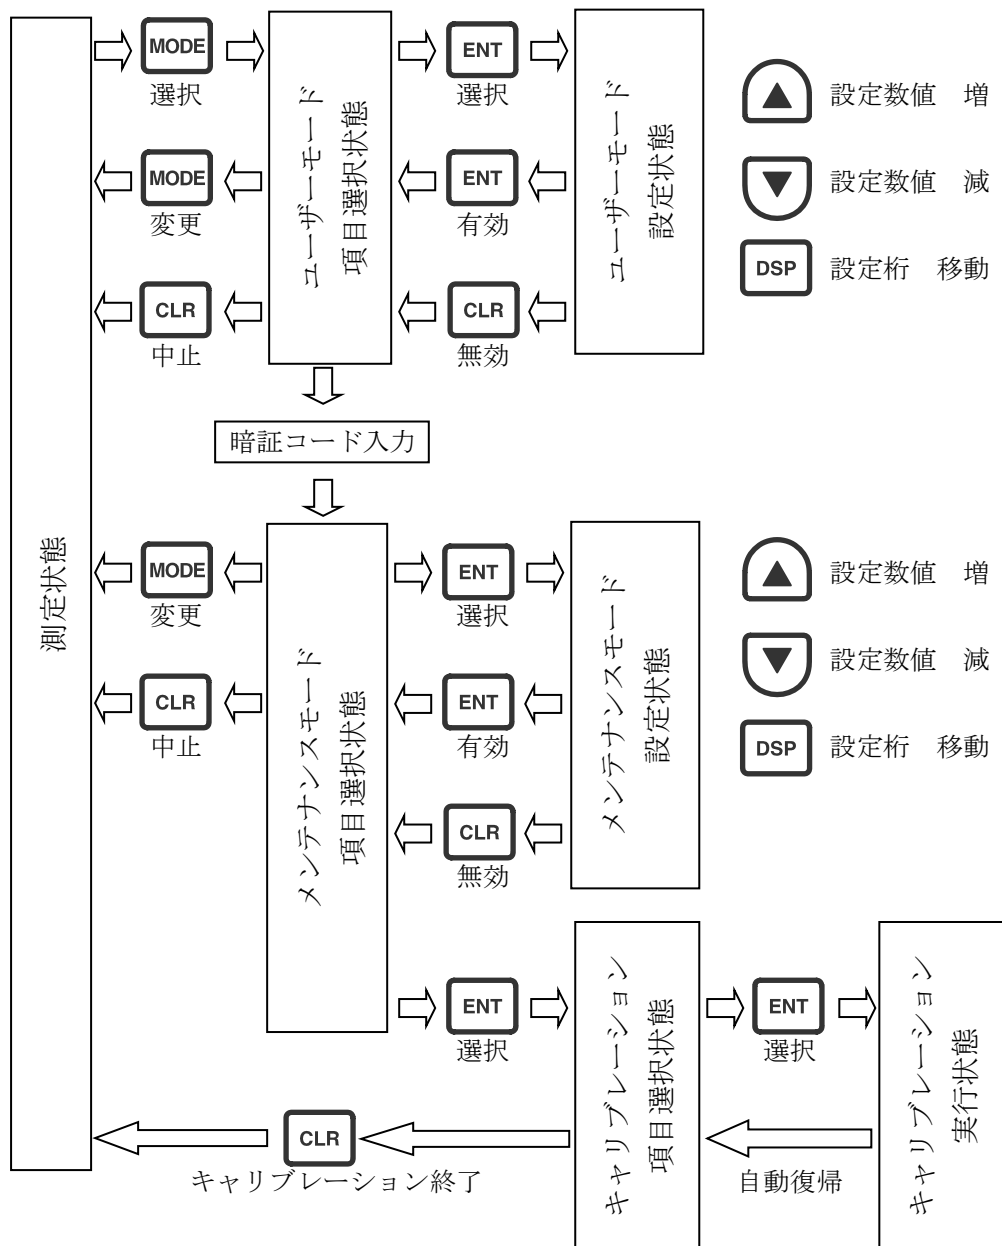 MODE
選択
ENT
選択
設定数値 増
MODE
変更
ENT
有効
設定数値 減
CLR
中止
CLR
無効
DSP
設定桁 移動
測定状態
ユーザーモード
項目選択状態
ユーザーモード
設定状態
暗証コード入力
MODE
変更
ENT
選択
設定数値 増
CLR
中止
ENT
有効
設定数値 減
CLR
無効
DSP
設定桁 移動
メンテナンスモード
項目選択状態
メンテナンスモード
設定状態
ENT
選択
ENT
選択
キャリブレーション
項目選択状態
キャリブレーション
実行状態
CLR
キャリブレーション終了
自動復帰